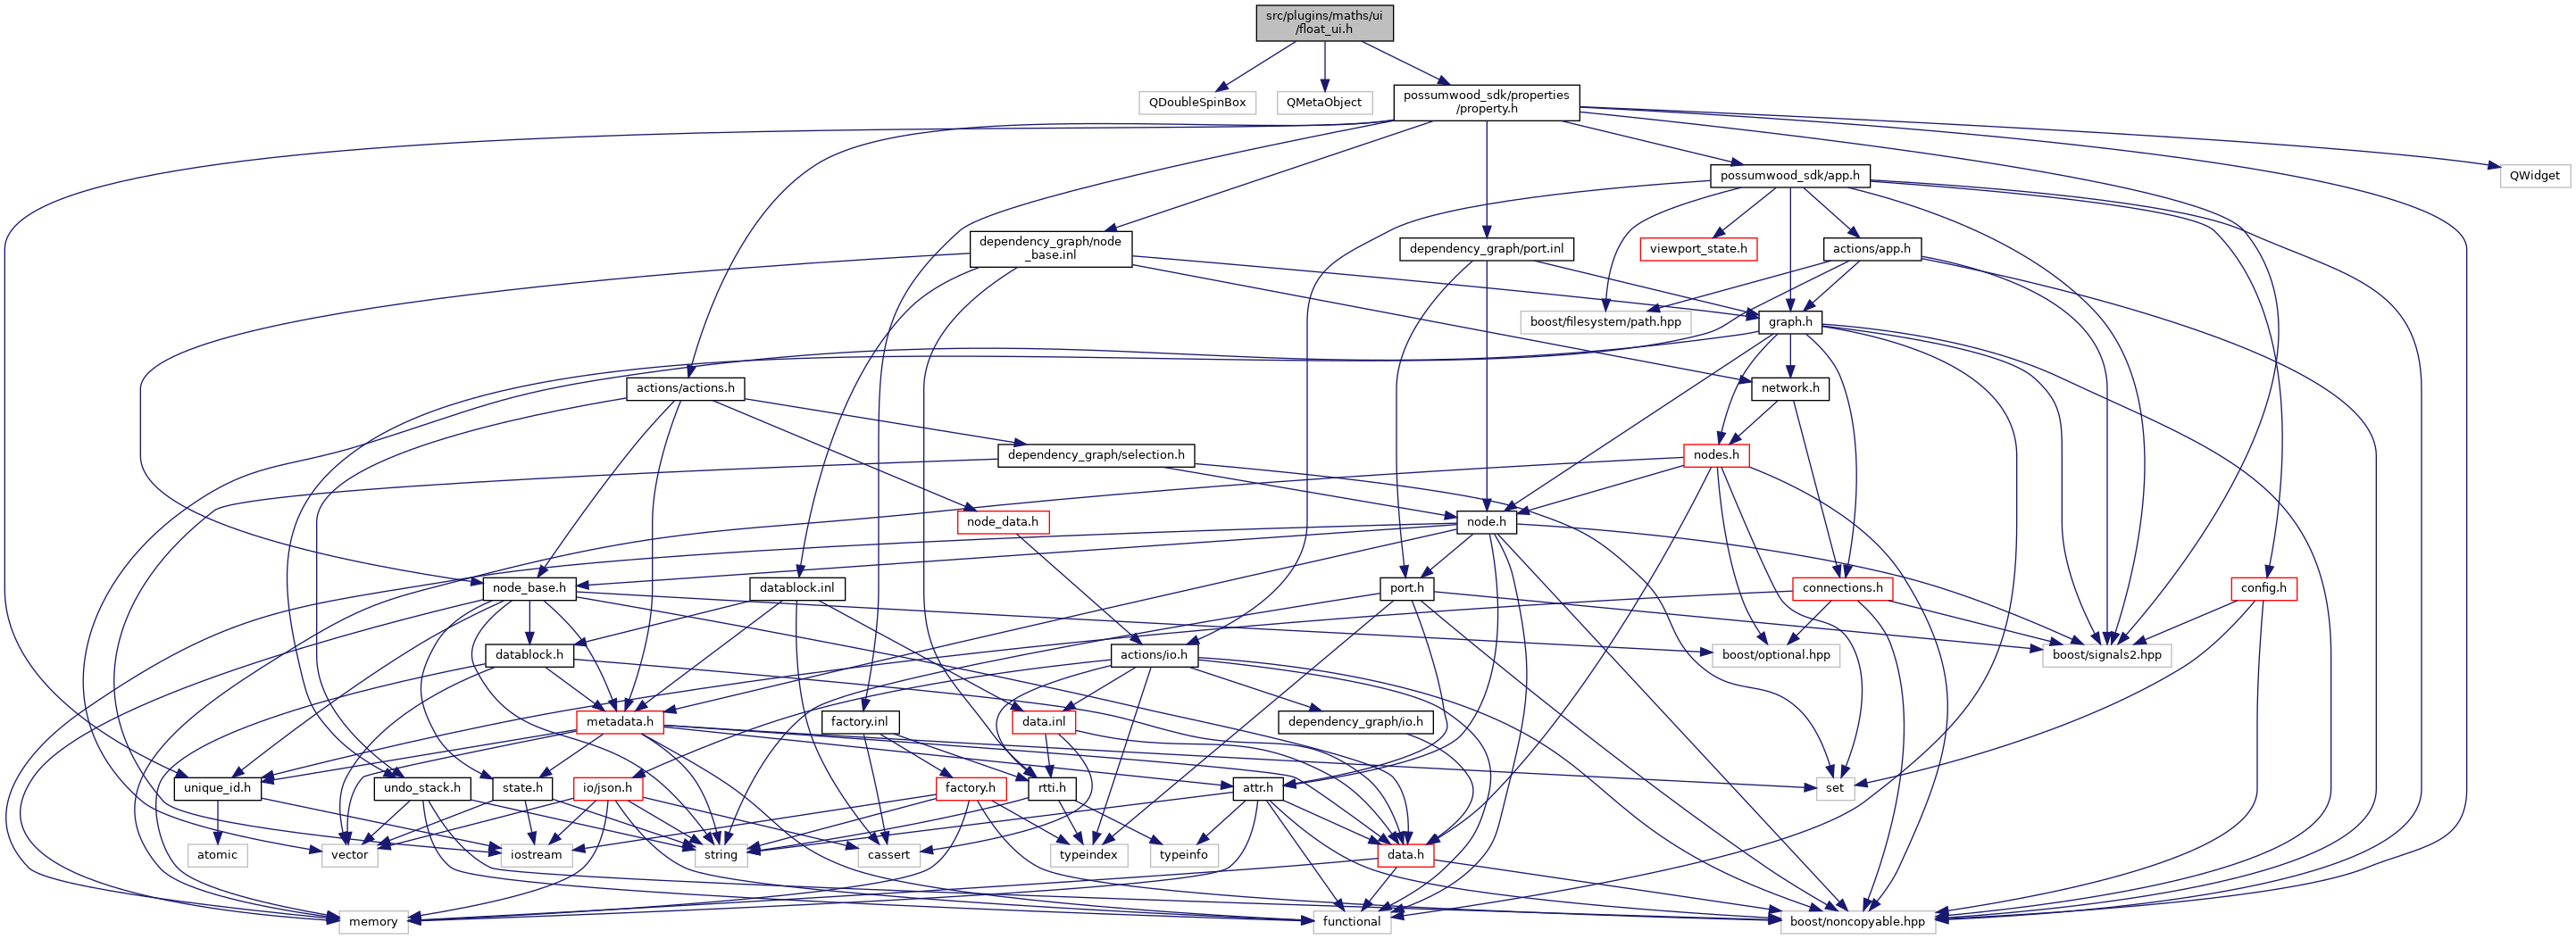 src/plugins/maths/ui
/float_ui.h
QDoubleSpinBox
QMetaObject
possumwood_sdk/properties
/property.h
possumwood_sdk/app.h
QWidget
dependency_graph/node
_base.inl
dependency_graph/port.inl
viewport_state.h
actions/app.h
boost/filesystem/path.hpp
graph.h
actions/actions.h
network.h
dependency_graph/selection.h
nodes.h
node_data.h
node.h
node_base.h
datablock.inl
port.h
connections.h
config.h
datablock.h
actions/io.h
boost/optional.hpp
boost/signals2.hpp
metadata.h
factory.inl
data.inl
dependency_graph/io.h
unique_id.h
undo_stack.h
state.h
io/json.h
factory.h
rtti.h
attr.h
set
atomic
vector
iostream
string
cassert
typeindex
typeinfo
data.h
memory
functional
boost/noncopyable.hpp